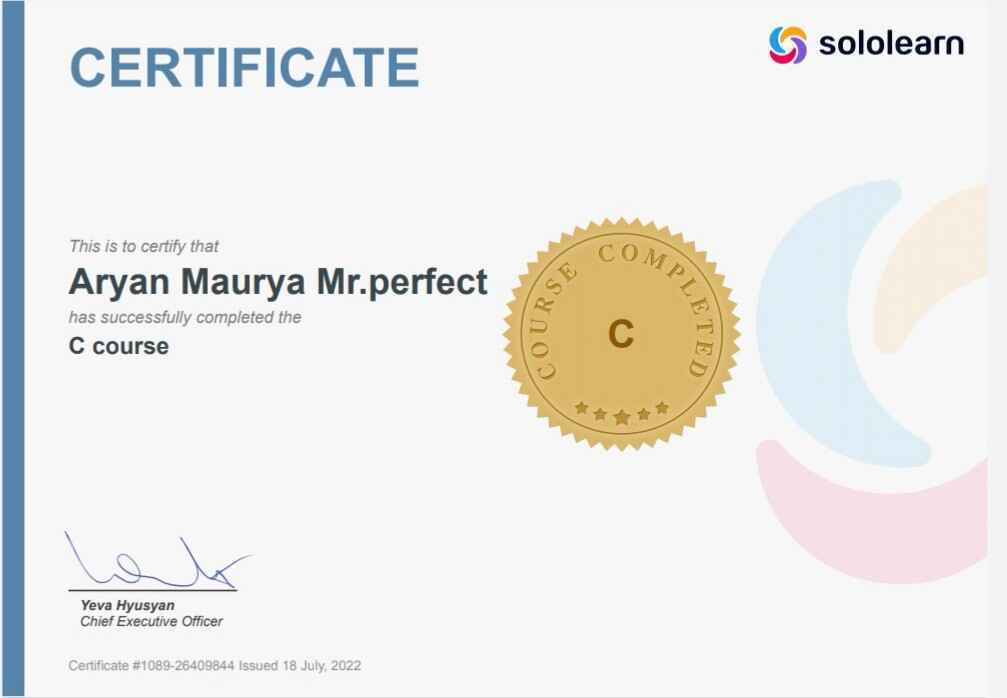 CERTIFICATE
sololearn
This is to certify that
Aryan Maurya Mr.perfect
has successfully completed the
C course
COURSE COMPLETED
C
Yeva Hyusyan
Chief Executive Officer
Certificate #1089-26409844 Issued 18 July, 2022